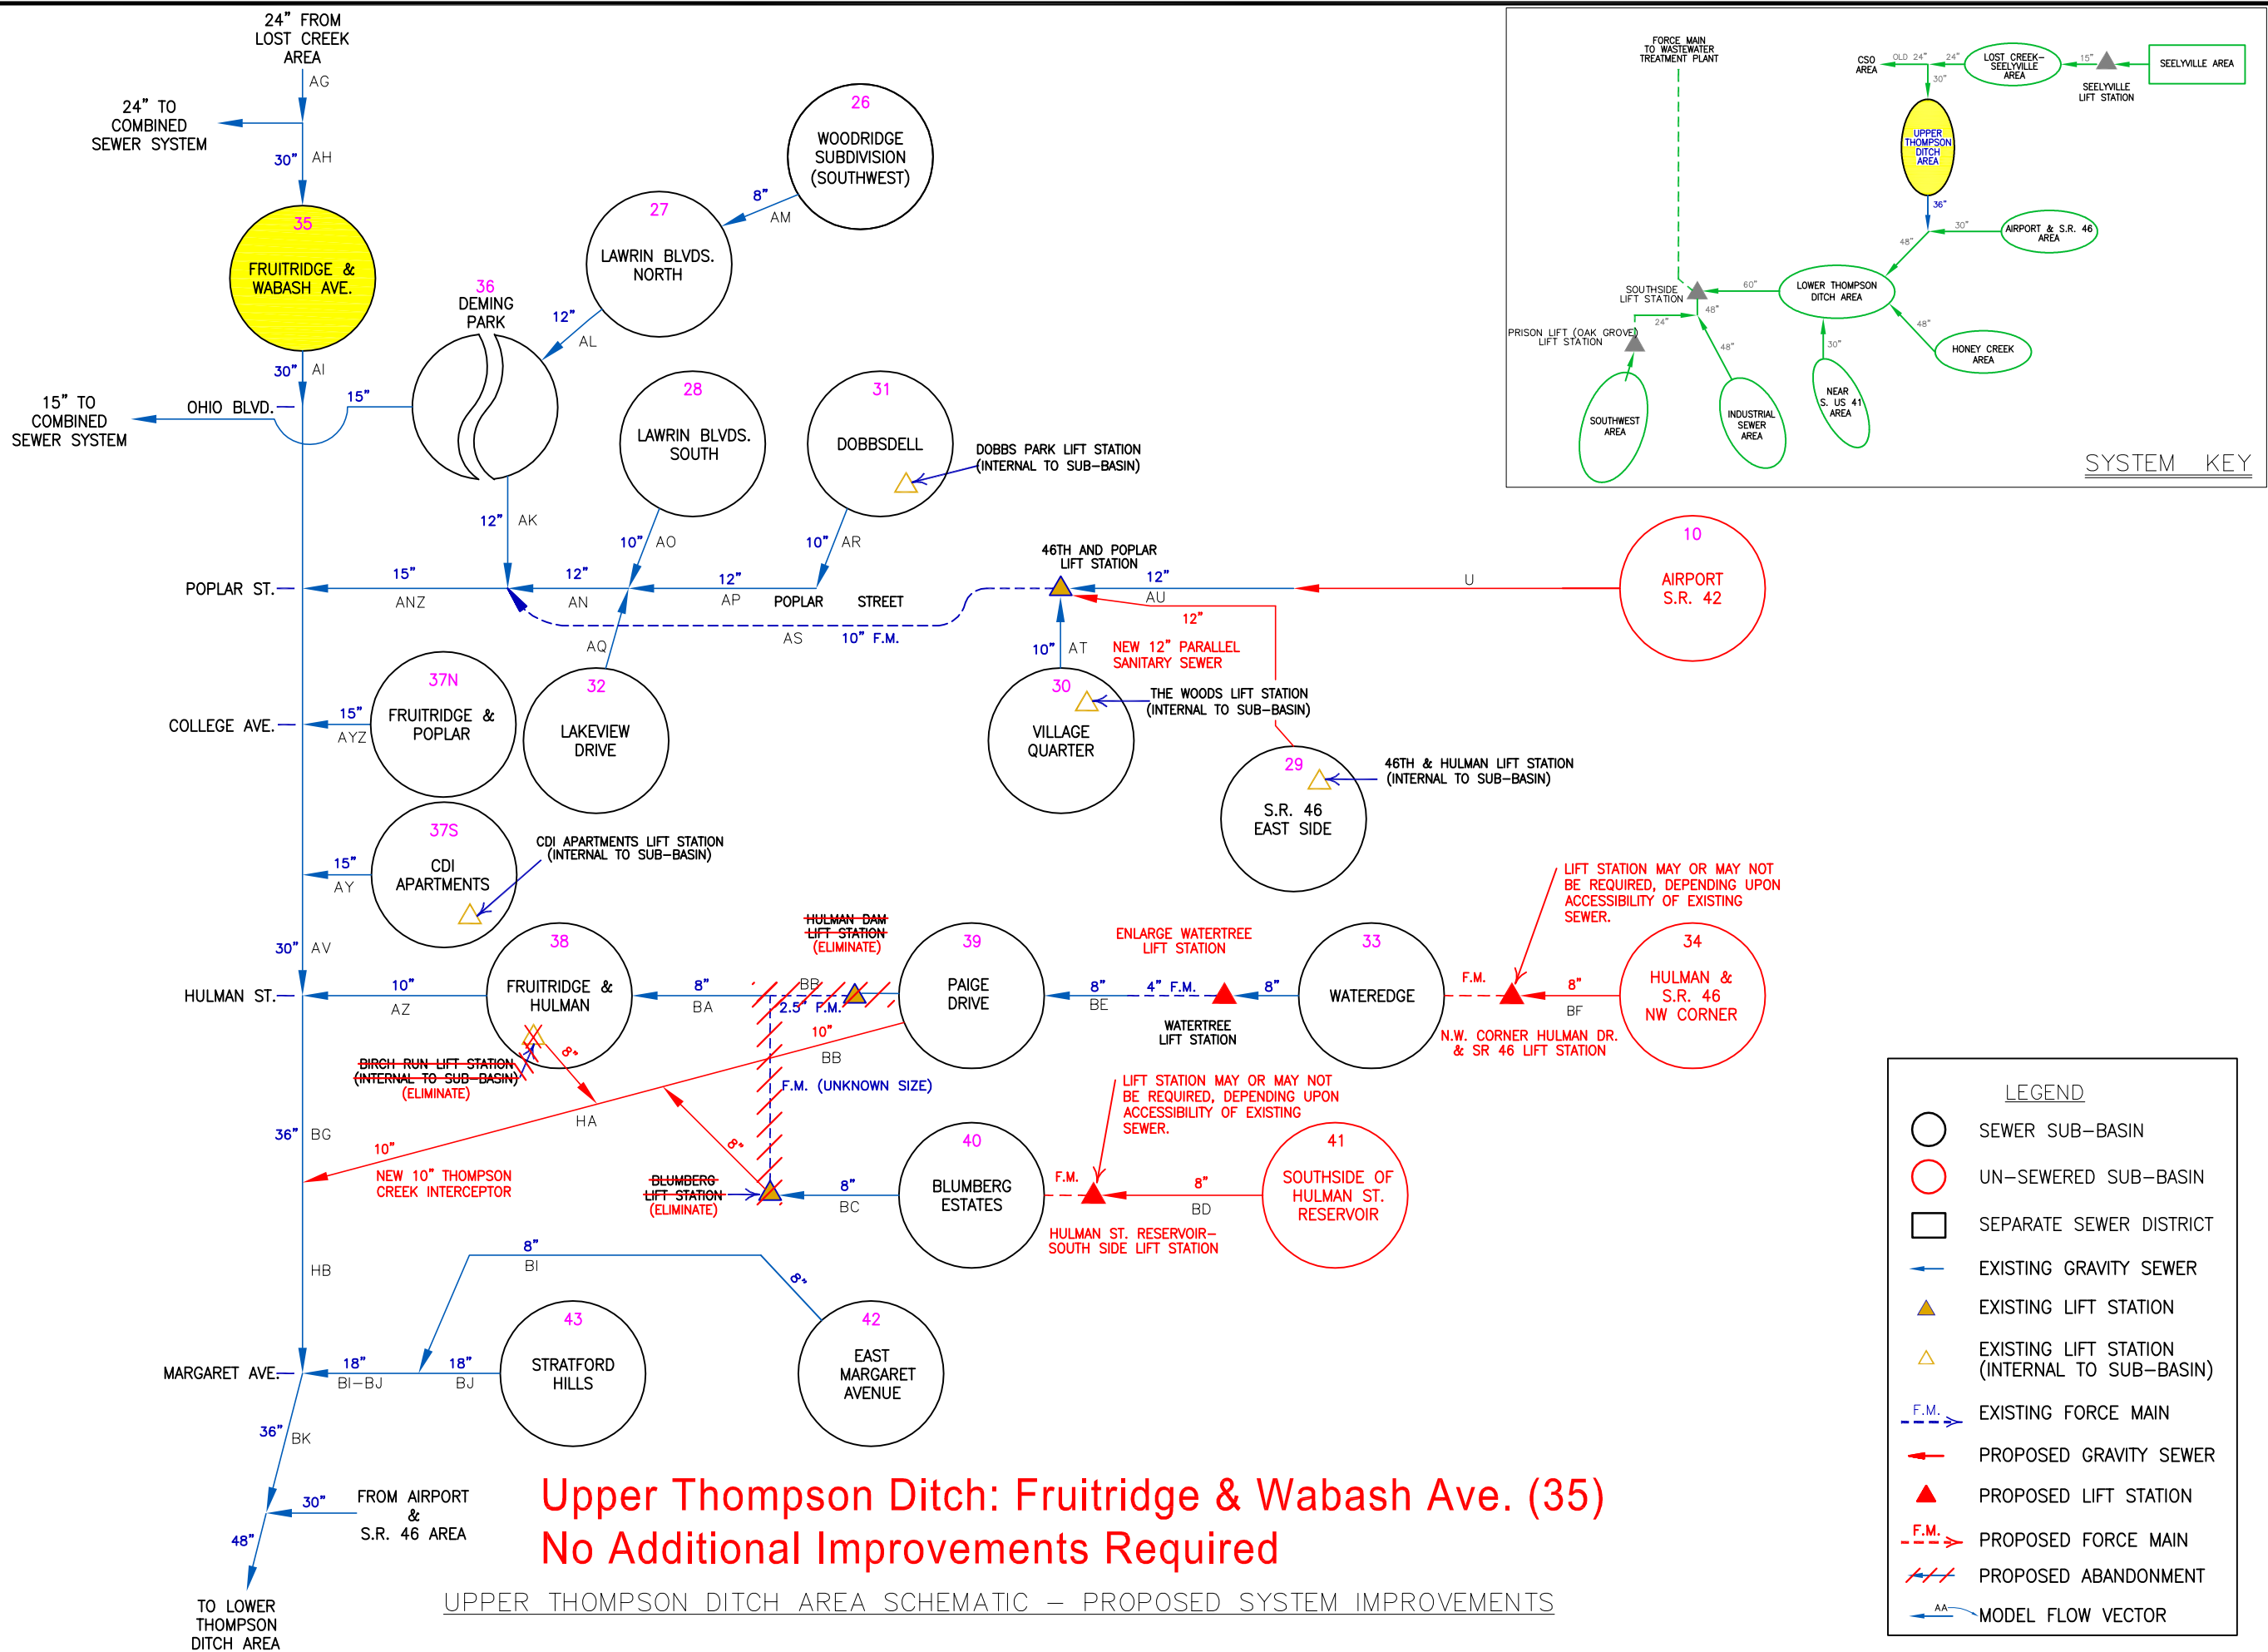 24" FROM
LOST CREEK
AREA
AG
24" TO
COMBINED
SEWER SYSTEM
30"
AH
35
FRUITRIDGE &
WABASH AVE.
30"
AI
OHIO BLVD.
15" TO
COMBINED
SEWER SYSTEM
15"
36
DEMING
PARK
26
WOODRIDGE
SUBDIVISION
(SOUTHWEST)
8"
AM
27
LAWRIN BLVDS.
NORTH
12"
AL
28
LAWRIN BLVDS.
SOUTH
31
DOBBSDELL
DOBBS PARK LIFT STATION
(INTERNAL TO SUB-BASIN)
12"
AK
10"
AO
10"
AR
POPLAR ST.
15"
ANZ
12"
AN
12"
AP
POPLAR STREET
AS
10" F.M.
AQ
46TH AND POPLAR
LIFT STATION
12"
AU
U
10
AIRPORT
S.R. 42
12"
NEW 12" PARALLEL
SANITARY SEWER
10"
AT
30
VILLAGE
QUARTER
THE WOODS LIFT STATION
(INTERNAL TO SUB-BASIN)
29
S.R. 46
EAST SIDE
46TH & HULMAN LIFT STATION
(INTERNAL TO SUB-BASIN)
COLLEGE AVE.
15"
AYZ
37N
FRUITRIDGE &
POPLAR
32
LAKEVIEW
DRIVE
15"
AY
37S
CDI
APARTMENTS
CDI APARTMENTS LIFT STATION
(INTERNAL TO SUB-BASIN)
30"
AV
HULMAN ST.
10"
AZ
38
FRUITRIDGE &
HULMAN
8"
BA
HULMAN DAM
LIFT STATION
(ELIMINATE)
BB
2.5" F.M.
39
PAIGE
DRIVE
8"
BE
4" F.M.
ENLARGE WATERTREE
LIFT STATION
WATERTREE
LIFT STATION
8"
33
WATEREDGE
F.M.
LIFT STATION MAY OR MAY NOT
BE REQUIRED, DEPENDING UPON
ACCESSIBILITY OF EXISTING
SEWER.
8"
BF
N.W. CORNER HULMAN DR.
& SR 46 LIFT STATION
34
HULMAN &
S.R. 46
NW CORNER
BIRCH RUN LIFT STATION
(INTERNAL TO SUB-BASIN)
(ELIMINATE)
8"
10"
BB
HA
F.M. (UNKNOWN SIZE)
36"
BG
10"
NEW 10" THOMPSON
CREEK INTERCEPTOR
8"
BLUMBERG
LIFT STATION
(ELIMINATE)
8"
BC
40
BLUMBERG
ESTATES
LIFT STATION MAY OR MAY NOT
BE REQUIRED, DEPENDING UPON
ACCESSIBILITY OF EXISTING
SEWER.
F.M.
8"
BD
HULMAN ST. RESERVOIR-
SOUTH SIDE LIFT STATION
41
SOUTHSIDE OF
HULMAN ST.
RESERVOIR
HB
8"
BI
8"
MARGARET AVE.
18"
BI-BJ
18"
BJ
43
STRATFORD
HILLS
42
EAST
MARGARET
AVENUE
36"
BK
30"
FROM AIRPORT
&
S.R. 46 AREA
48"
TO LOWER
THOMPSON
DITCH AREA
Upper Thompson Ditch: Fruitridge & Wabash Ave. (35)
No Additional Improvements Required
UPPER THOMPSON DITCH AREA SCHEMATIC - PROPOSED SYSTEM IMPROVEMENTS
FORCE MAIN
TO WASTEWATER
TREATMENT PLANT
CSO
AREA
OLD 24"
24"
LOST CREEK-
SEELYVILLE
AREA
15"
SEELYVILLE
LIFT STATION
SEELYVILLE AREA
30"
UPPER
THOMPSON
DITCH
AREA
36"
30"
AIRPORT & S.R. 46
AREA
48"
LOWER THOMPSON
DITCH AREA
60"
SOUTHSIDE
LIFT STATION
48"
24"
PRISON LIFT (OAK GROVE)
LIFT STATION
48"
30"
48"
HONEY CREEK
AREA
SOUTHWEST
AREA
INDUSTRIAL
SEWER
AREA
NEAR
S. US 41
AREA
SYSTEM KEY
LEGEND
SEWER SUB-BASIN
UN-SEWERED SUB-BASIN
SEPARATE SEWER DISTRICT
EXISTING GRAVITY SEWER
EXISTING LIFT STATION
EXISTING LIFT STATION
(INTERNAL TO SUB-BASIN)
F.M.
EXISTING FORCE MAIN
PROPOSED GRAVITY SEWER
PROPOSED LIFT STATION
F.M.
PROPOSED FORCE MAIN
PROPOSED ABANDONMENT
AA
MODEL FLOW VECTOR